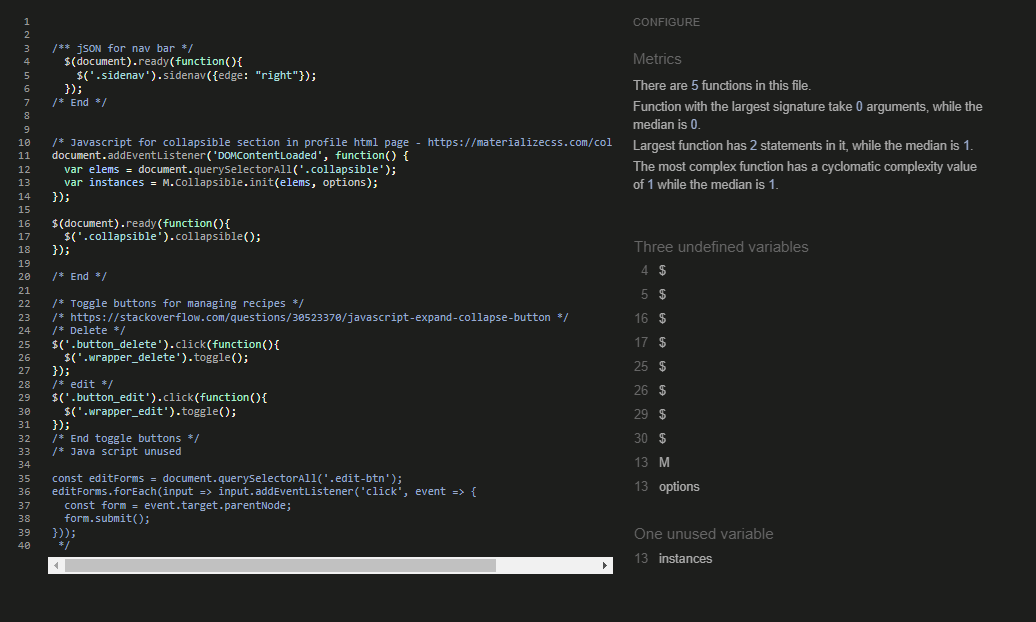 1
2
3 /** jSON for nav bar */
4 $(document).ready(function(){
5 $('.sidenav').sidenav({edge: "right"});
6 });
7 /* End */
8
9
10 /* Javascript for collapsible section in profile html page - https://materializecss.com/col
11 document.addEventListener('DOMContentLoaded', function() {
12 var elems = document.querySelectorAll('.collapsible');
13 var instances = M.Collapsible.init(elems, options);
14 });
15
16 $(document).ready(function(){
17 $('.collapsible').collapsible();
18 });
19
20 /* End */
21
22 /* Toggle buttons for managing recipes */
23 /* https://stackoverflow.com/questions/30523370/javascript-expand-collapse-button */
24 /* Delete */
25 $('.button_delete').click(function(){
26 $('.wrapper_delete').toggle();
27 });
28 /* edit */
29 $('.button_edit').click(function(){
30 $('.wrapper_edit').toggle();
31 });
32 /* End toggle buttons */
33 /* Java script unused
34
35 const editForms = document.querySelectorAll('.edit-btn');
36 editForms.forEach(input => input.addEventListener('click', event => {
37 const form = event.target.parentNode;
38 form.submit();
39 }));
40 */
CONFIGURE
Metrics
There are 5 functions in this file.
Function with the largest signature take 0 arguments, while the
median is 0.
Largest function has 2 statements in it, while the median is 1.
The most complex function has a cyclomatic complexity value
of 1 while the median is 1.
Three undefined variables
4 $
5 $
16 $
17 $
25 $
26 $
29 $
30 $
13 M
13 options
One unused variable
13 instances